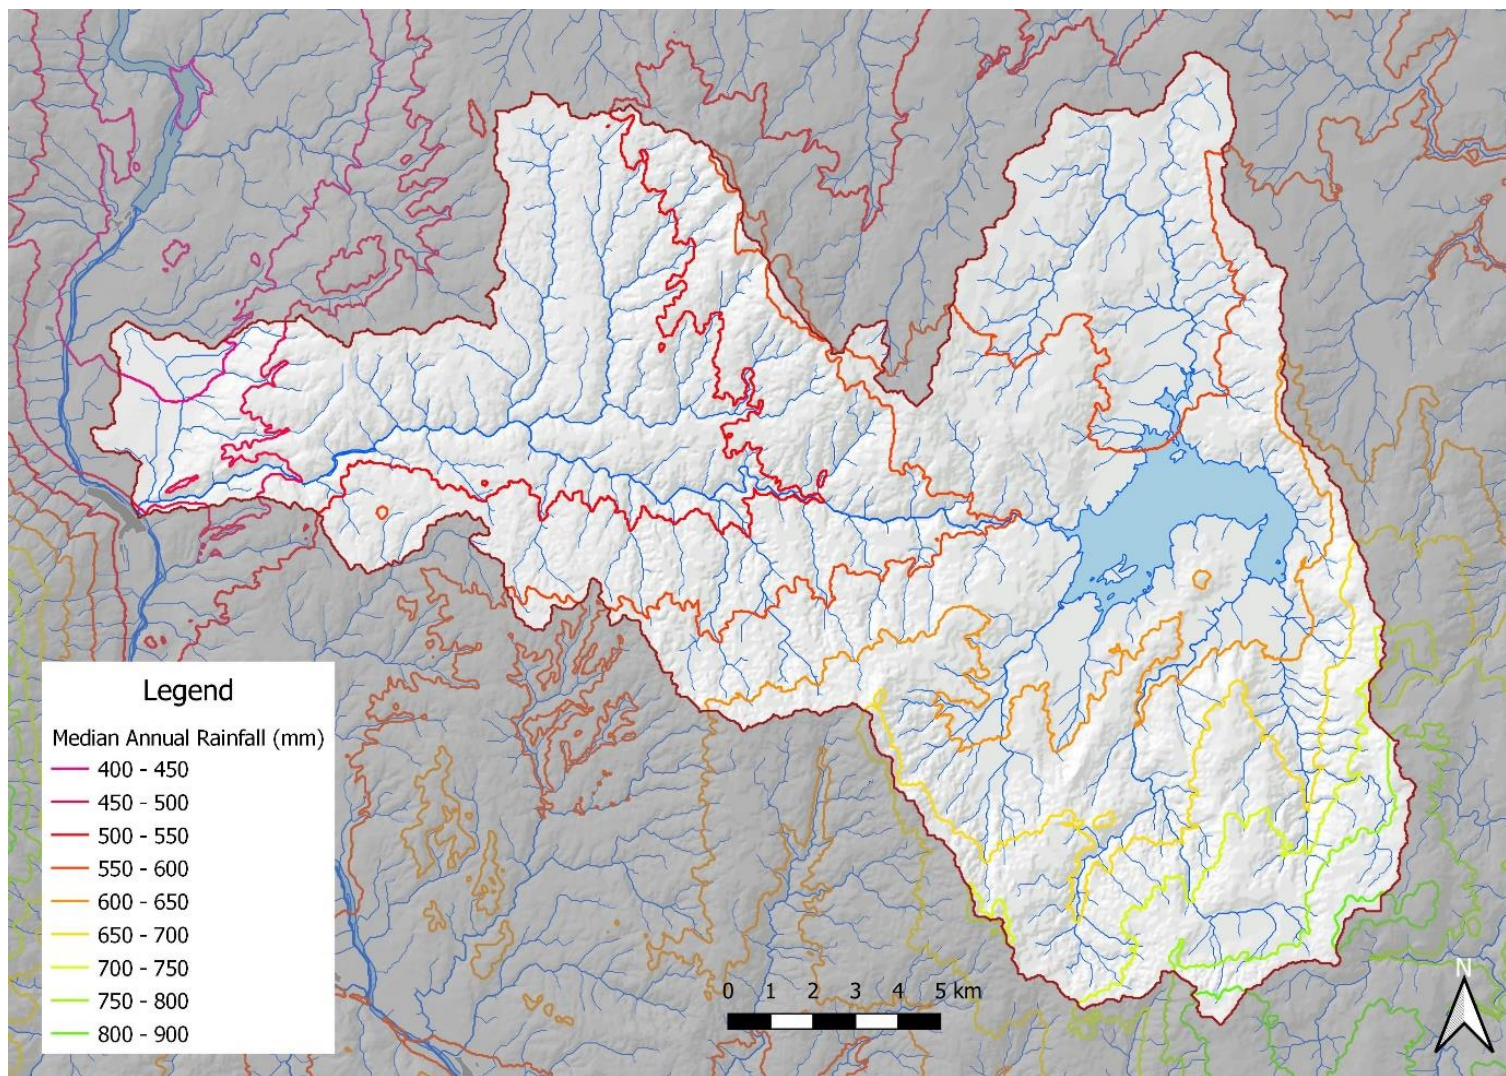 Legend
Median Annual Rainfall (mm)
400 - 450
450 - 500
500 - 550
550 - 600
600 - 650
650 - 700
700 - 750
750 - 800
800 - 900
0 1 2 3 4 5 km
N